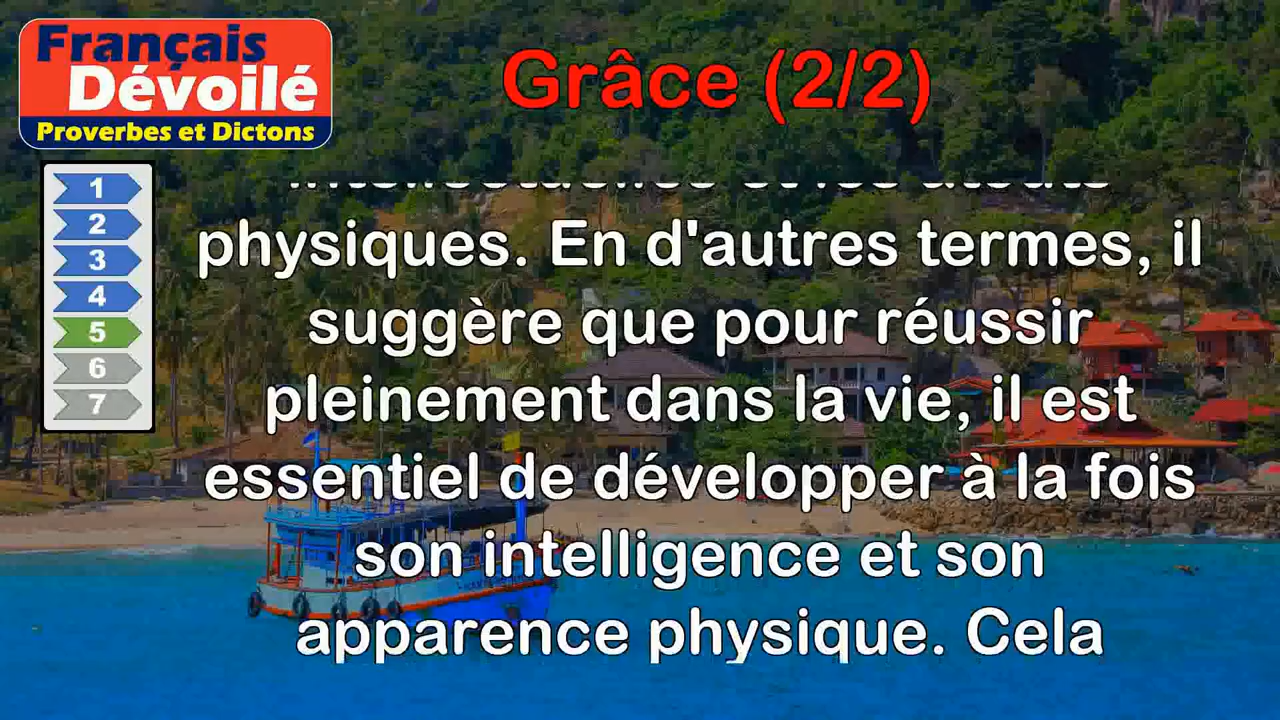 Français
Dévoilé
Proverbes et Dictons
Grâce (2/2)
1
2
3
4
5
6
7
physiques. En d'autres termes, il
suggère que pour réussir
pleinement dans la vie, il est
essentiel de développer à la fois
son intelligence et son
apparence physique. Cela